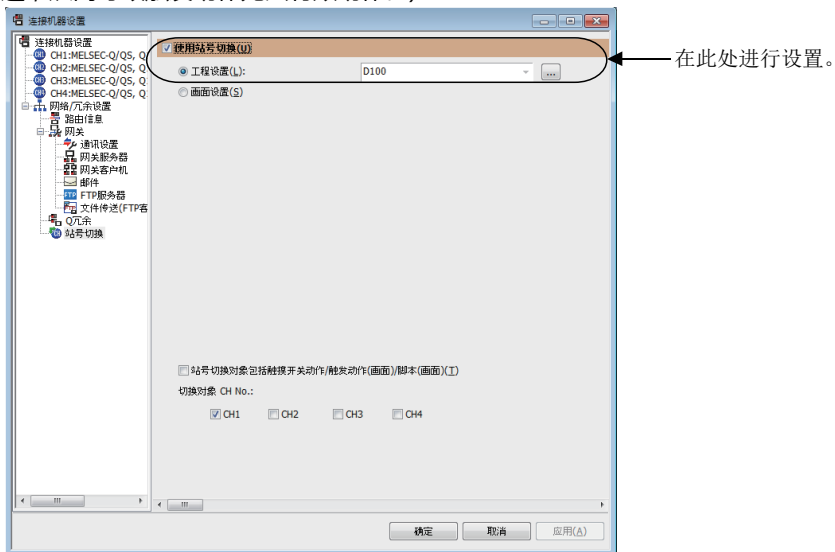 连接机器设置
连接机器设置
CH1:MELSEC-Q/QS, Q
CH2:MELSEC-Q/QS, Q
CH3:MELSEC-Q/QS, Q
CH4:MELSEC-Q/QS, Q
网络/冗余设置
路由信息
网关
通讯设置
网关服务器
网关客户机
邮件
FTP服务器
文件传送(FTP客
Q冗余
站号切换
使用站号切换(U)
工程设置(L):
D100
...
画面设置(S)
在此处进行设置。
站号切换对象包括触摸开关动作/触发动作(画面)/脚本(画面)(T)
切换对象 CH No.:
CH1 CH2 CH3 CH4
确定 取消 应用(A)